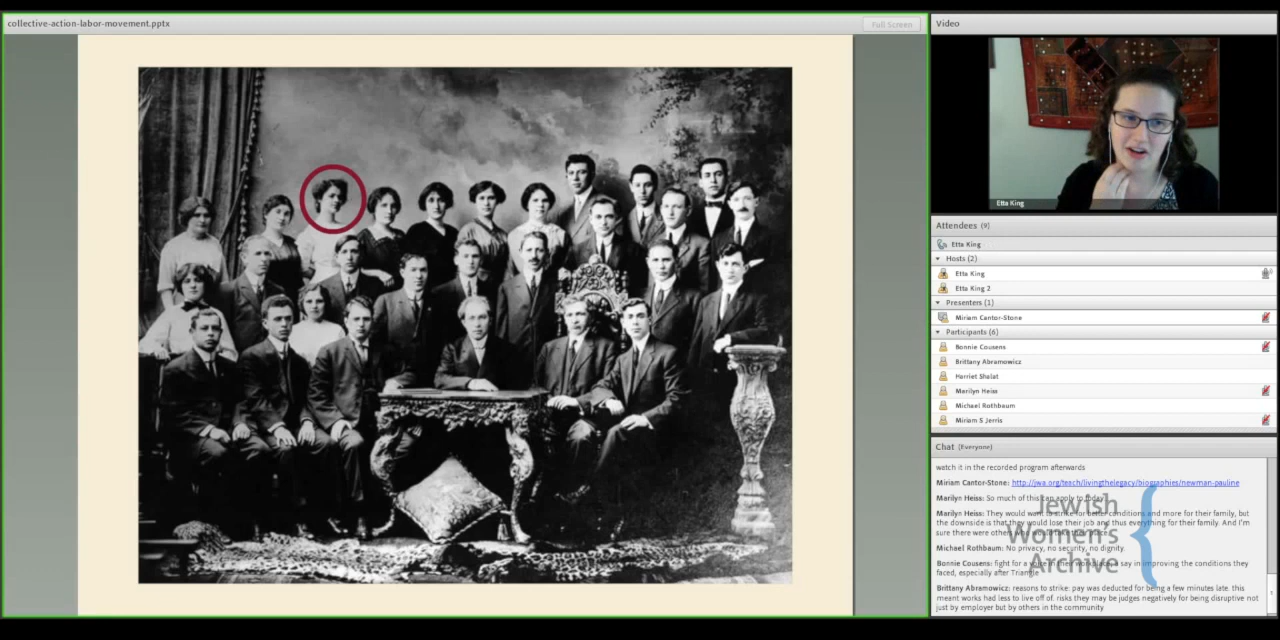 collective-action-labor-movement.pptx
Full Screen
Video
Etta King
Attendees (9)
Etta King
Hosts (2)
Etta King
Etta King 2
Presenters (1)
Miriam Cantor-Stone
Participants (6)
Bonnie Cousens
Brittany Abramowicz
Harriet Shalat
Marilyn Heiss
Michael Rothbaum
Miriam S Jerris
Chat (Everyone)
watch it in the recorded program afterwards
Miriam Cantor-Stone: http://jwa.org/teach/livingthelegacy/biographies/newman-pauline
Marilyn Heiss: So much of this can apply to today!
Marilyn Heiss: They would want to strike for better conditions and more for their family, but
the downside is that they would lose their job and thus everything for their family. And I'm
sure there were others who would take their place
Michael Rothbaum: No privacy, no security, no dignity.
Bonnie Cousens: fight for a voice in their workplace, a say in improving the conditions they
faced, especially after Triangle
Brittany Abramowicz: reasons to strike: pay was deducted for being a few minutes late. this
meant works had less to live off of. risks they may be judges negatively for being disruptive not
just by employer but by others in the community
Jewish
Women's
Archive